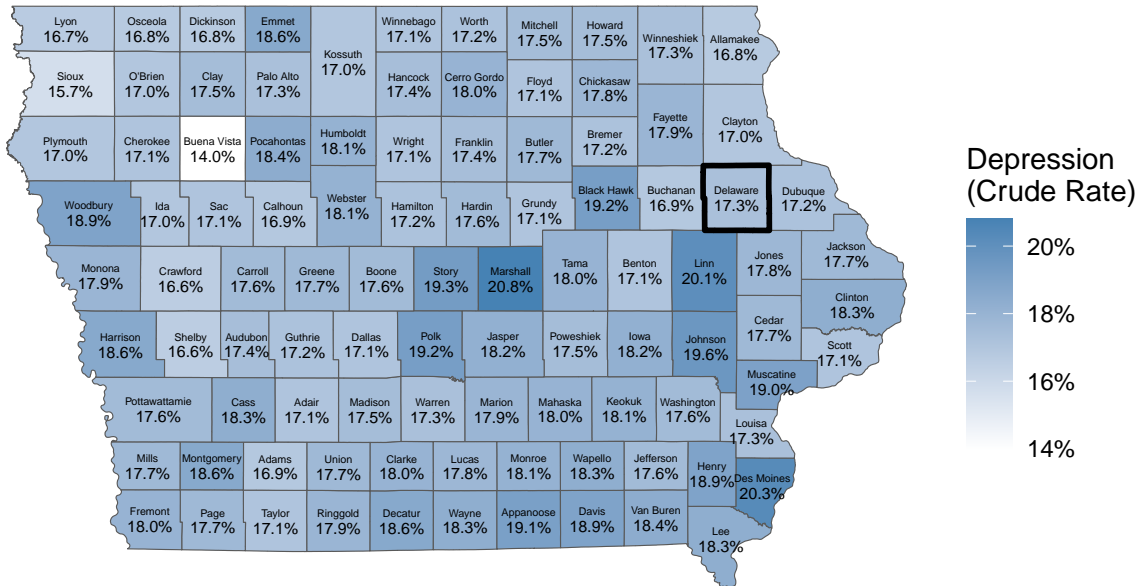 Lyon
16.7%
Osceola
16.8%
Dickinson
16.8%
Emmet
18.6%
Kossuth
17.0%
Winnebago
17.1%
Worth
17.2%
Mitchell
17.5%
Howard
17.5%
Winneshiek
17.3%
Allamakee
16.8%
Sioux
15.7%
O'Brien
17.0%
Clay
17.5%
Palo Alto
17.3%
Hancock
17.4%
Cerro Gordo
18.0%
Floyd
17.1%
Chickasaw
17.8%
Fayette
17.9%
Clayton
17.0%
Plymouth
17.0%
Cherokee
17.1%
Buena Vista
14.0%
Pocahontas
18.4%
Humboldt
18.1%
Wright
17.1%
Franklin
17.4%
Butler
17.7%
Bremer
17.2%
Woodbury
18.9%
Ida
17.0%
Sac
17.1%
Calhoun
16.9%
Webster
18.1%
Hamilton
17.2%
Hardin
17.6%
Grundy
17.1%
Black Hawk
19.2%
Buchanan
16.9%
Delaware
17.3%
Dubuque
17.2%
Monona
17.9%
Crawford
16.6%
Carroll
17.6%
Greene
17.7%
Boone
17.6%
Story
19.3%
Marshall
20.8%
Tama
18.0%
Benton
17.1%
Linn
20.1%
Jones
17.8%
Jackson
17.7%
Clinton
18.3%
Harrison
18.6%
Shelby
16.6%
Audubon
17.4%
Guthrie
17.2%
Dallas
17.1%
Polk
19.2%
Jasper
18.2%
Poweshiek
17.5%
Iowa
18.2%
Johnson
19.6%
Cedar
17.7%
Scott
17.1%
Muscatine
19.0%
Pottawattamie
17.6%
Cass
18.3%
Adair
17.1%
Madison
17.5%
Warren
17.3%
Marion
17.9%
Mahaska
18.0%
Keokuk
18.1%
Washington
17.6%
Louisa
17.3%
Mills
17.7%
Montgomery
18.6%
Adams
16.9%
Union
17.7%
Clarke
18.0%
Lucas
17.8%
Monroe
18.1%
Wapello
18.3%
Jefferson
17.6%
Henry
18.9%
Des Moines
20.3%
Fremont
18.0%
Page
17.7%
Taylor
17.1%
Ringgold
17.9%
Decatur
18.6%
Wayne
18.3%
Appanoose
19.1%
Davis
18.9%
Van Buren
18.4%
Lee
18.3%
Depression
(Crude Rate)
20%
18%
16%
14%